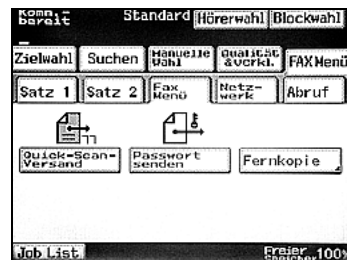 Komm.-
bereit
Standard Hörerwahl Blockwahl
Zielwahl Suchen Manuelle
Wahl Qualität
&Verkl. FAX Menü
Satz 1 Satz 2 Fax
Menü Netz-
werk Abruf
Quick-Scan-
Versand Passwort
senden Fernkopie
Job List Freier
Speicher 100%